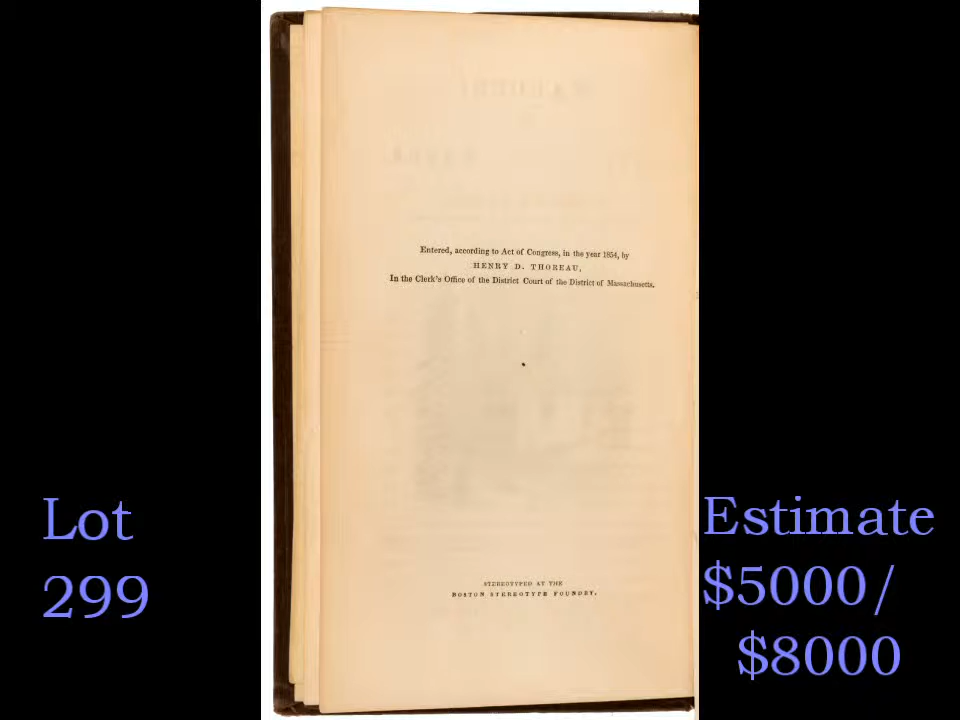 Entered, according to Act of Congress, in the year 1854, by
HENRY D. THOREAU,
In the Clerk's Office of the District Court of the District of Massachusetts.
STEREOTYPED AT THE
BOSTON STEREOTYPE FOUNDRY.
Lot
299
Estimate
$5000/
$8000